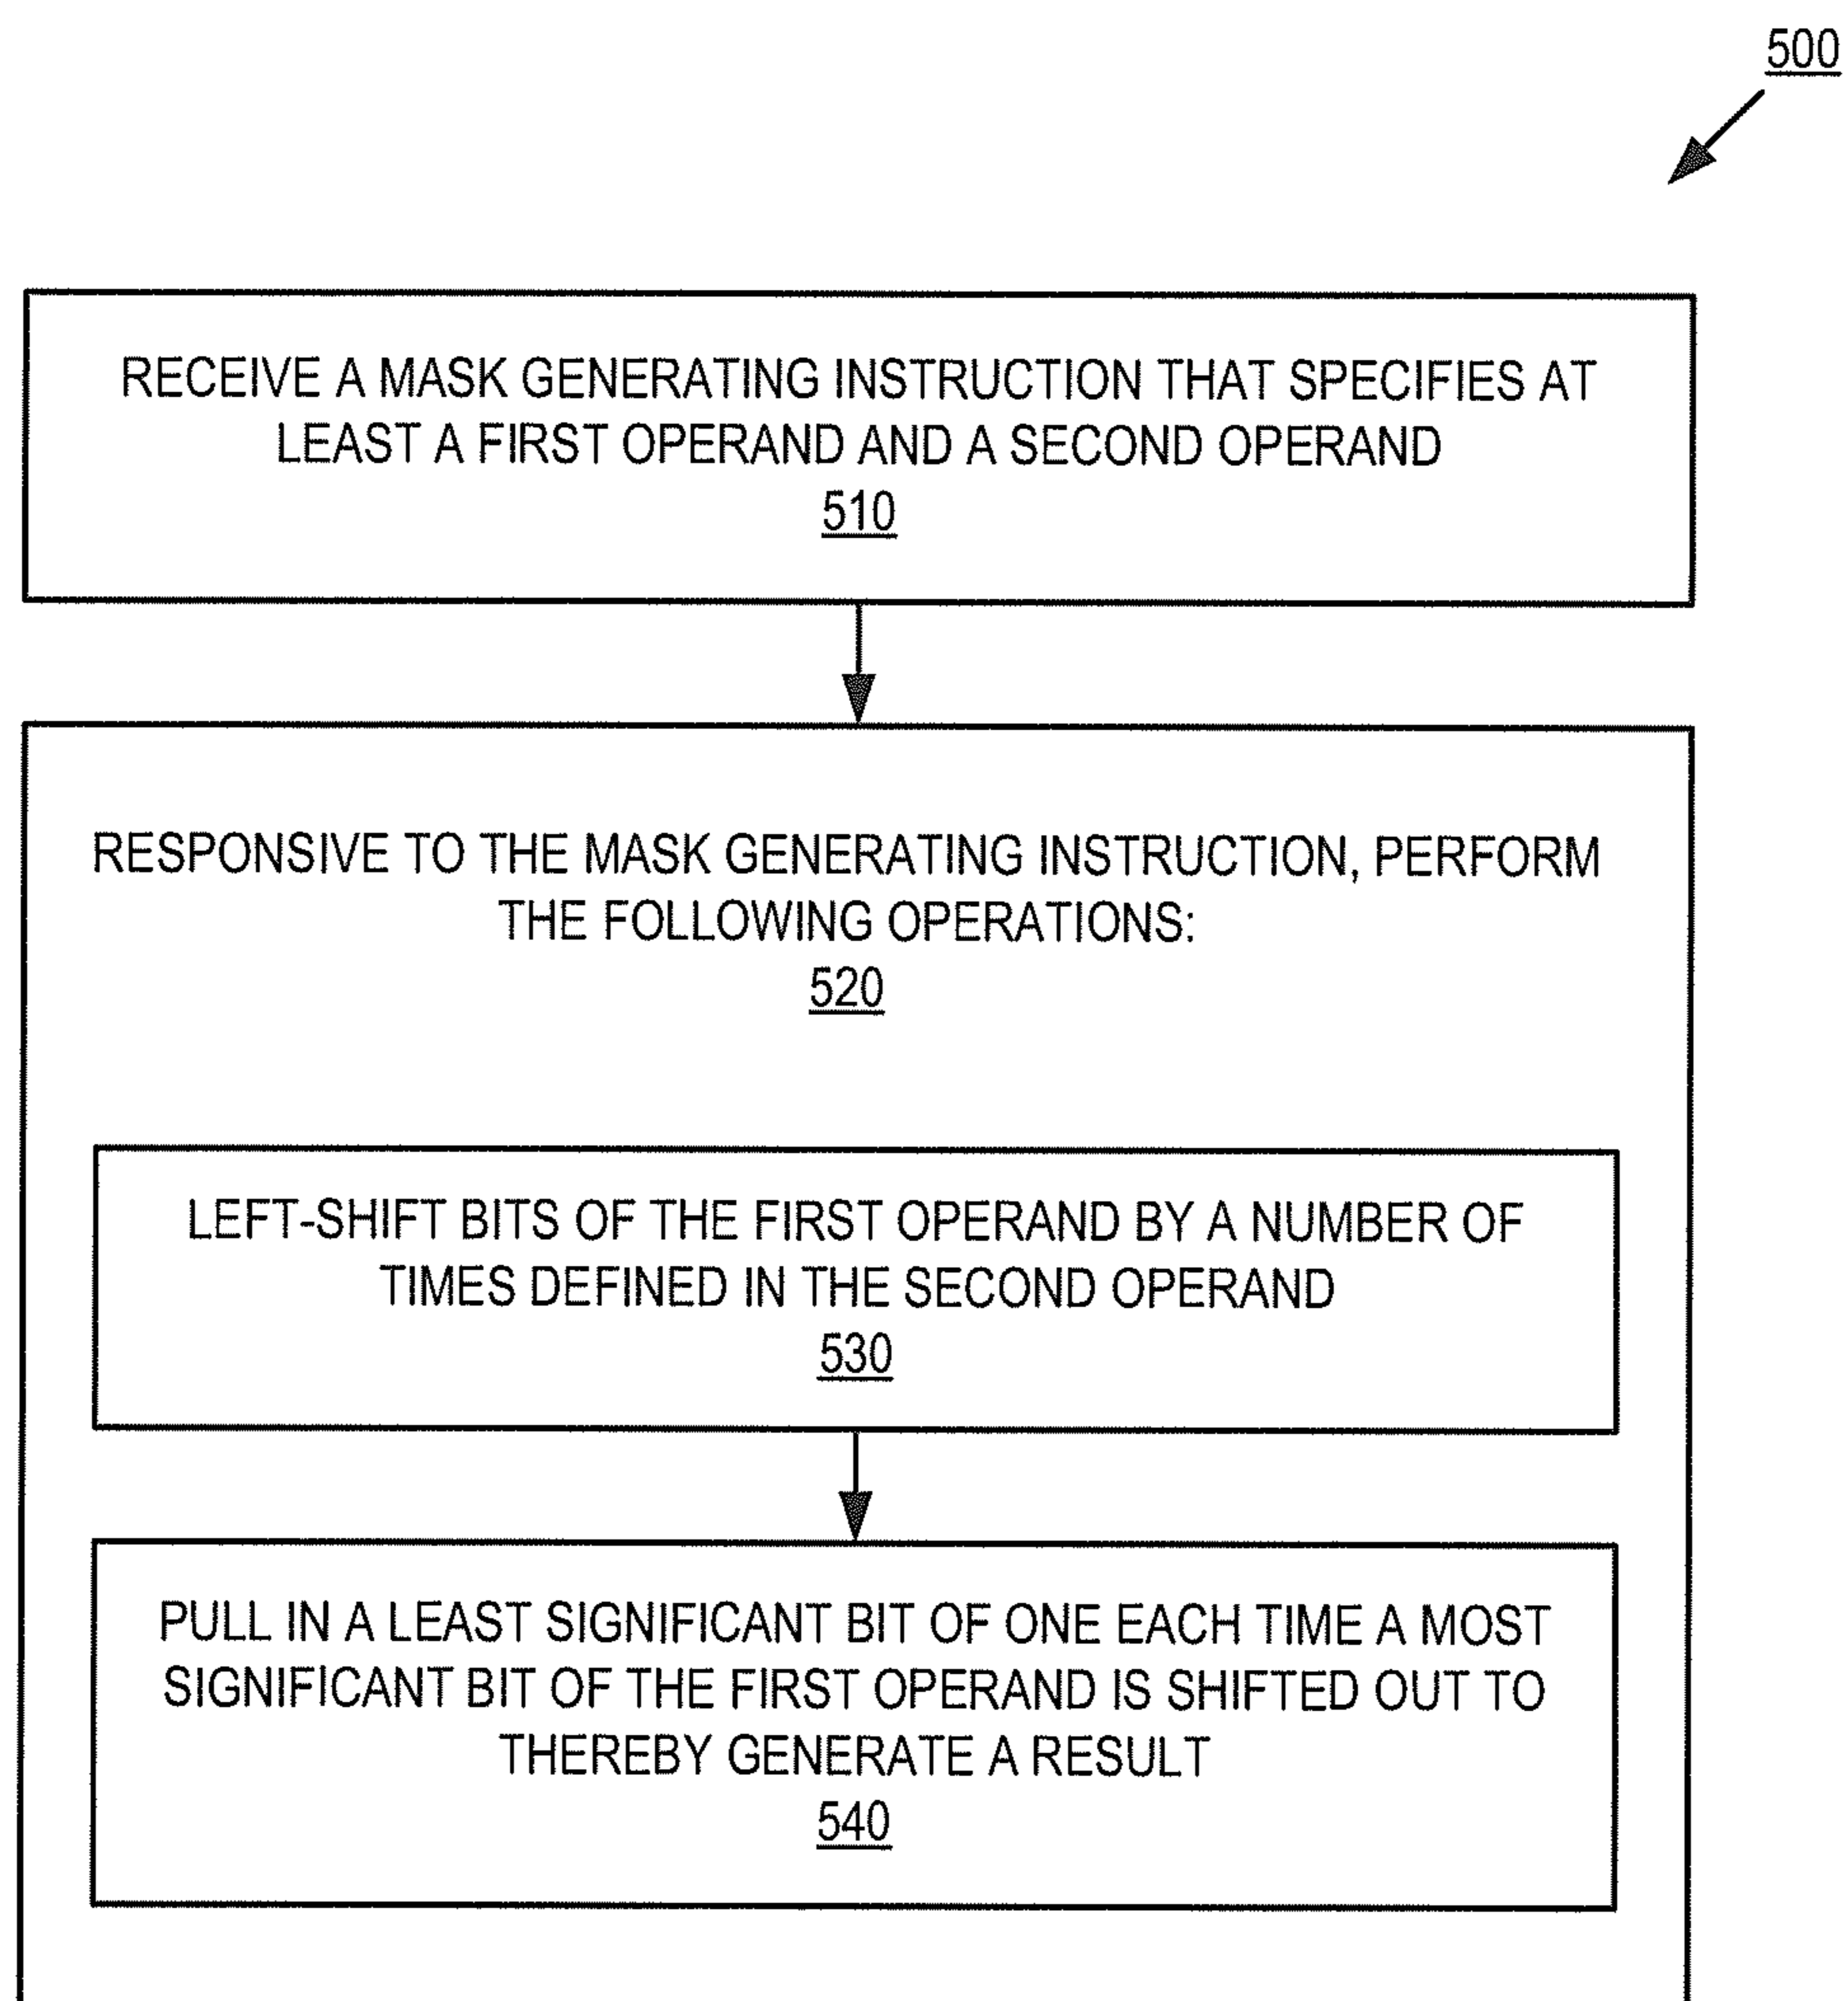 500
RECEIVE A MASK GENERATING INSTRUCTION THAT SPECIFIES AT
LEAST A FIRST OPERAND AND A SECOND OPERAND
510
RESPONSIVE TO THE MASK GENERATING INSTRUCTION, PERFORM
THE FOLLOWING OPERATIONS:
520
LEFT-SHIFT BITS OF THE FIRST OPERAND BY A NUMBER OF
TIMES DEFINED IN THE SECOND OPERAND
530
PULL IN A LEAST SIGNIFICANT BIT OF ONE EACH TIME A MOST
SIGNIFICANT BIT OF THE FIRST OPERAND IS SHIFTED OUT TO
THEREBY GENERATE A RESULT
540